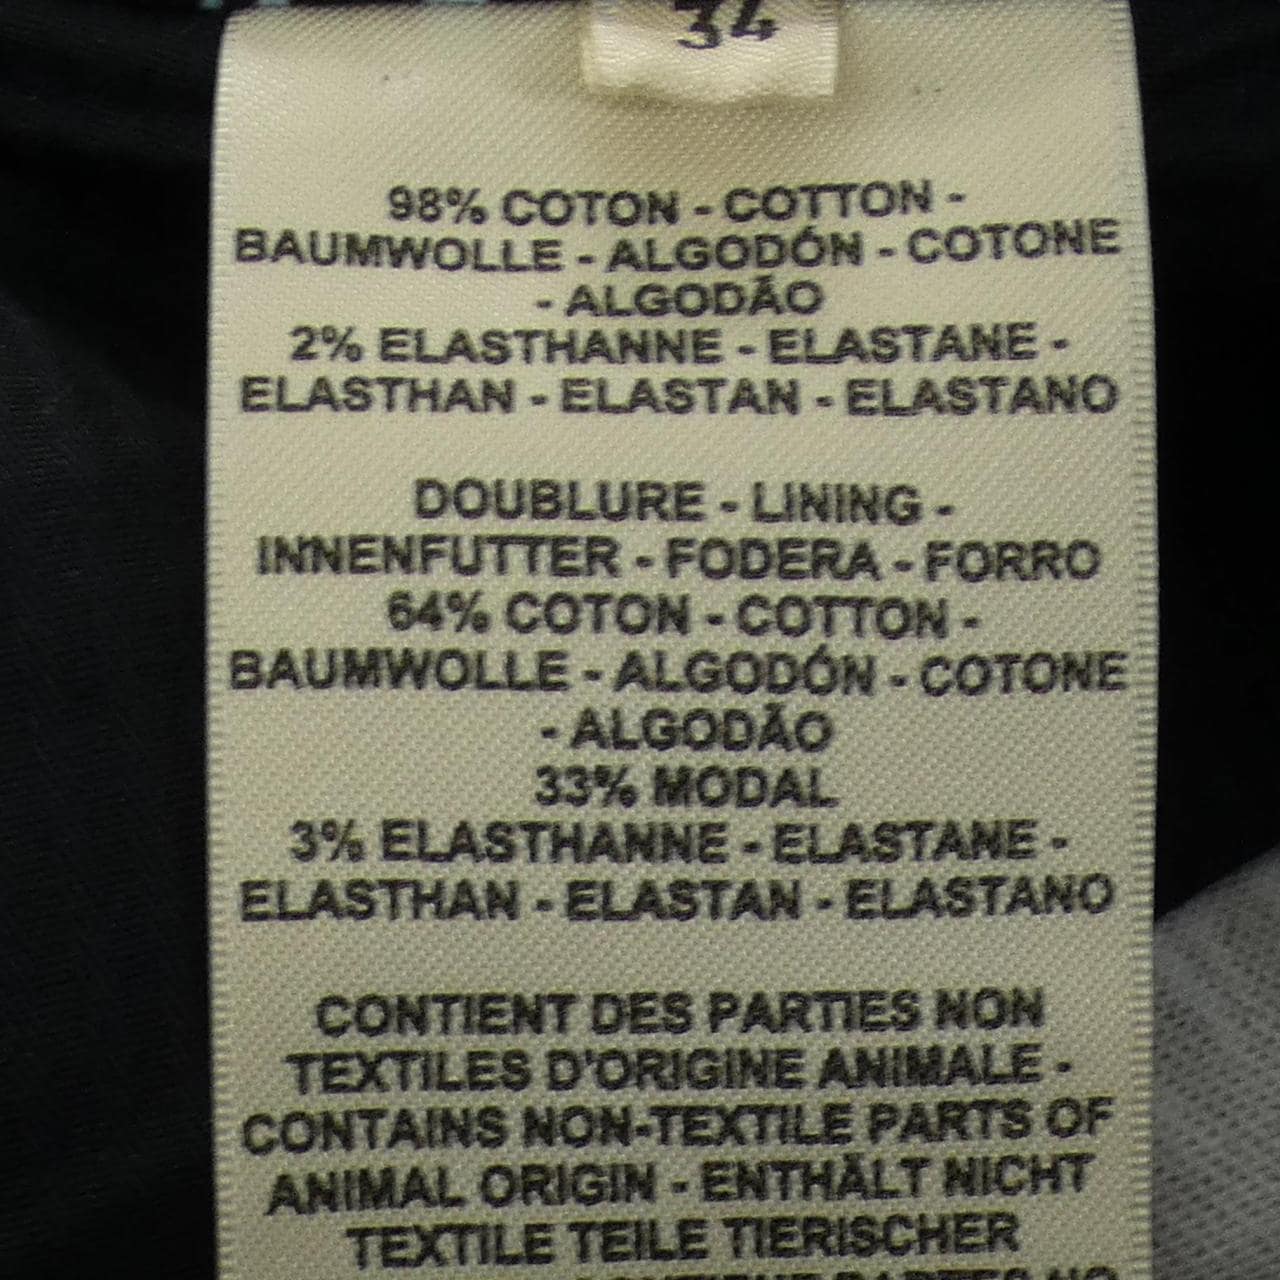 34
98% COTON - COTTON -
BAUMWOLLE - ALGODÓN - COTONE
- ALGODÃO
2% ELASTHANNE - ELASTANE -
ELASTHAN - ELASTAN - ELASTANO
DOUBLURE - LINING -
INNENFUTTER - FODERA - FORRO
64% COTON - COTTON -
BAUMWOLLE - ALGODÓN - COTONE
- ALGODÃO
33% MODAL
3% ELASTHANNE - ELASTANE -
ELASTHAN - ELASTAN - ELASTANO
CONTIENT DES PARTIES NON
TEXTILES D'ORIGINE ANIMALE -
CONTAINS NON-TEXTILE PARTS OF
ANIMAL ORIGIN - ENTHÄLT NICHT
TEXTILE TEILE TIERISCHER